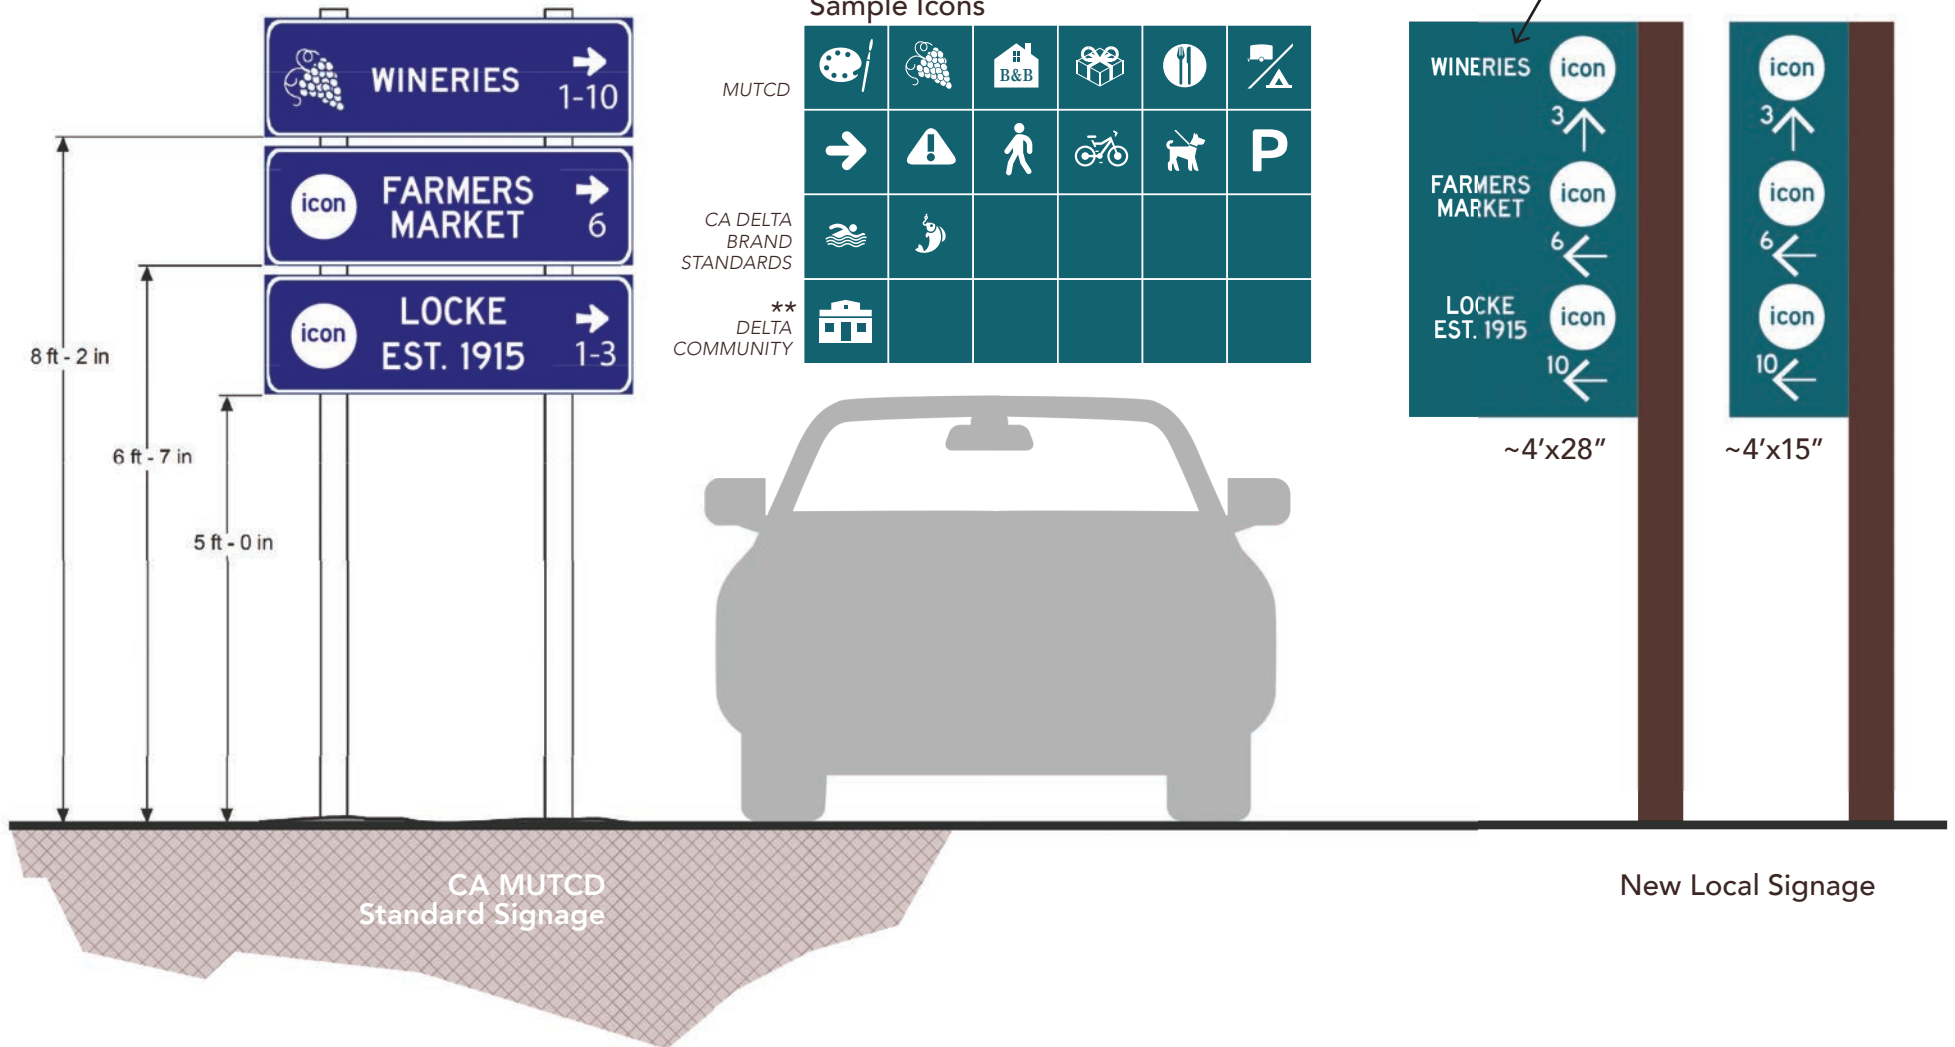 WINERIES
1-10
icon
FARMERS
MARKET
6
icon
LOCKE
EST. 1915
1-3
8 ft - 2 in
6 ft - 7 in
5 ft - 0 in
Sample Icons
MUTCD
B&B
P
CA DELTA
BRAND
STANDARDS
**
DELTA
COMMUNITY
WINERIES
icon
3
FARMERS
MARKET
icon
6
LOCKE
EST. 1915
icon
10
~4'x28"
icon
3
icon
6
icon
10
~4'x15"
CA MUTCD
Standard Signage
New Local Signage